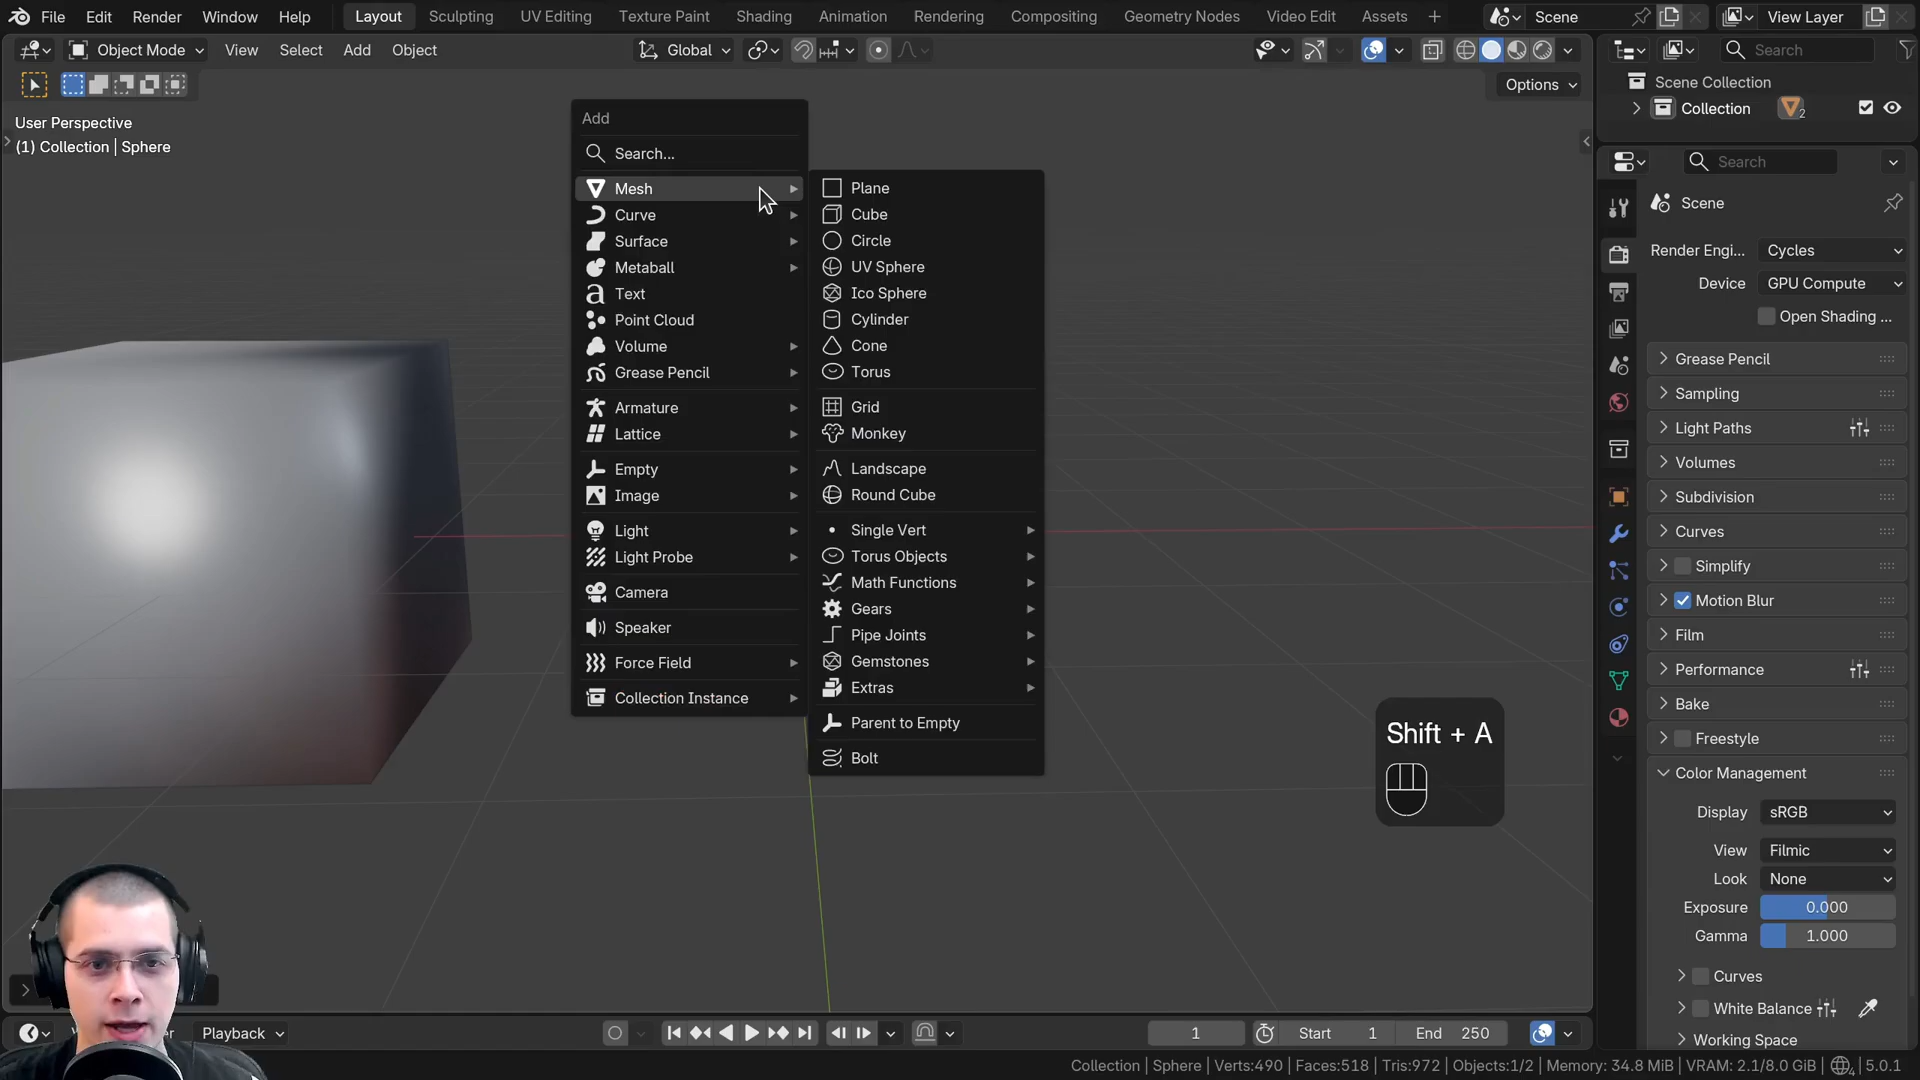 File Edit Render Window Help Layout Sculpting UV Editing Texture Paint Shading Animation Rendering Compositing Geometry Nodes Video Edit Assets + Scene View Layer
Object Mode View Select Add Object Global Search
Options
User Perspective
(1) Collection | Sphere
Scene Collection
Collection 2
Search
Scene
Render Engi... Cycles
Device GPU Compute
Open Shading ...
Grease Pencil
Sampling
Light Paths
Volumes
Subdivision
Curves
Simplify
Motion Blur
Film
Performance
Bake
Freestyle
Color Management
Display sRGB
View Filmic
Look None
Exposure 0.000
Gamma 1.000
Curves
White Balance
Working Space
Add
Search...
Mesh
Curve
Surface
Metaball
Text
Point Cloud
Volume
Grease Pencil
Armature
Lattice
Empty
Image
Light
Light Probe
Camera
Speaker
Force Field
Collection Instance
Plane
Cube
Circle
UV Sphere
Ico Sphere
Cylinder
Cone
Torus
Grid
Monkey
Landscape
Round Cube
Single Vert
Torus Objects
Math Functions
Gears
Pipe Joints
Gemstones
Extras
Parent to Empty
Bolt
Shift + A
Playback 1 Start 1 End 250
Collection | Sphere | Verts:490 | Faces:518 | Tris:972 | Objects:1/2 | Memory: 34.8 MiB | VRAM: 2.1/8.0 GiB | 5.0.1